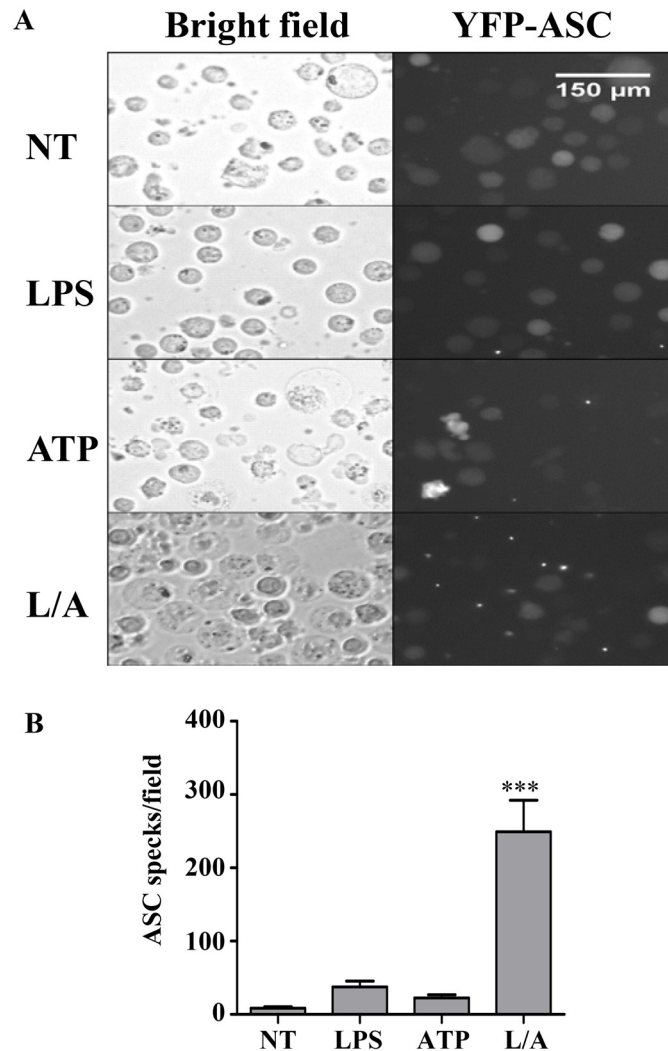 A
Bright field YFP-ASC
150 µm
NT
LPS
ATP
L/A
B
ASC specks/field
400
300
200
100
0
***
NT LPS ATP L/A